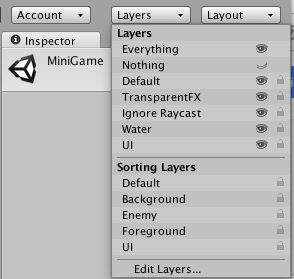 Account Layers Layout
Inspector
MiniGame
Layers
Everything
Nothing
Default
TransparentFX
Ignore Raycast
Water
UI
Sorting Layers
Default
Background
Enemy
Foreground
UI
Edit Layers...